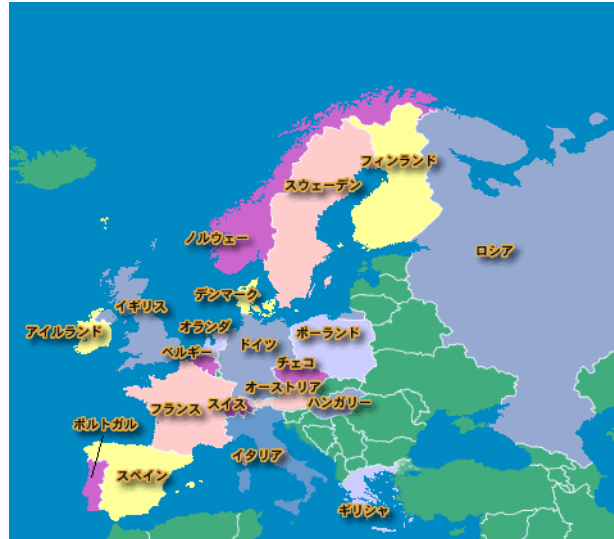 フィンランド
スウェーデン
ノルウェー
ロシア
デンマーク
イギリス
オランダ
アイルランド
ポーランド
ドイツ
ベルギー
チェコ
オーストリア
フランス
スイス
ハンガリー
ポルトガル
イタリア
スペイン
ギリシャ